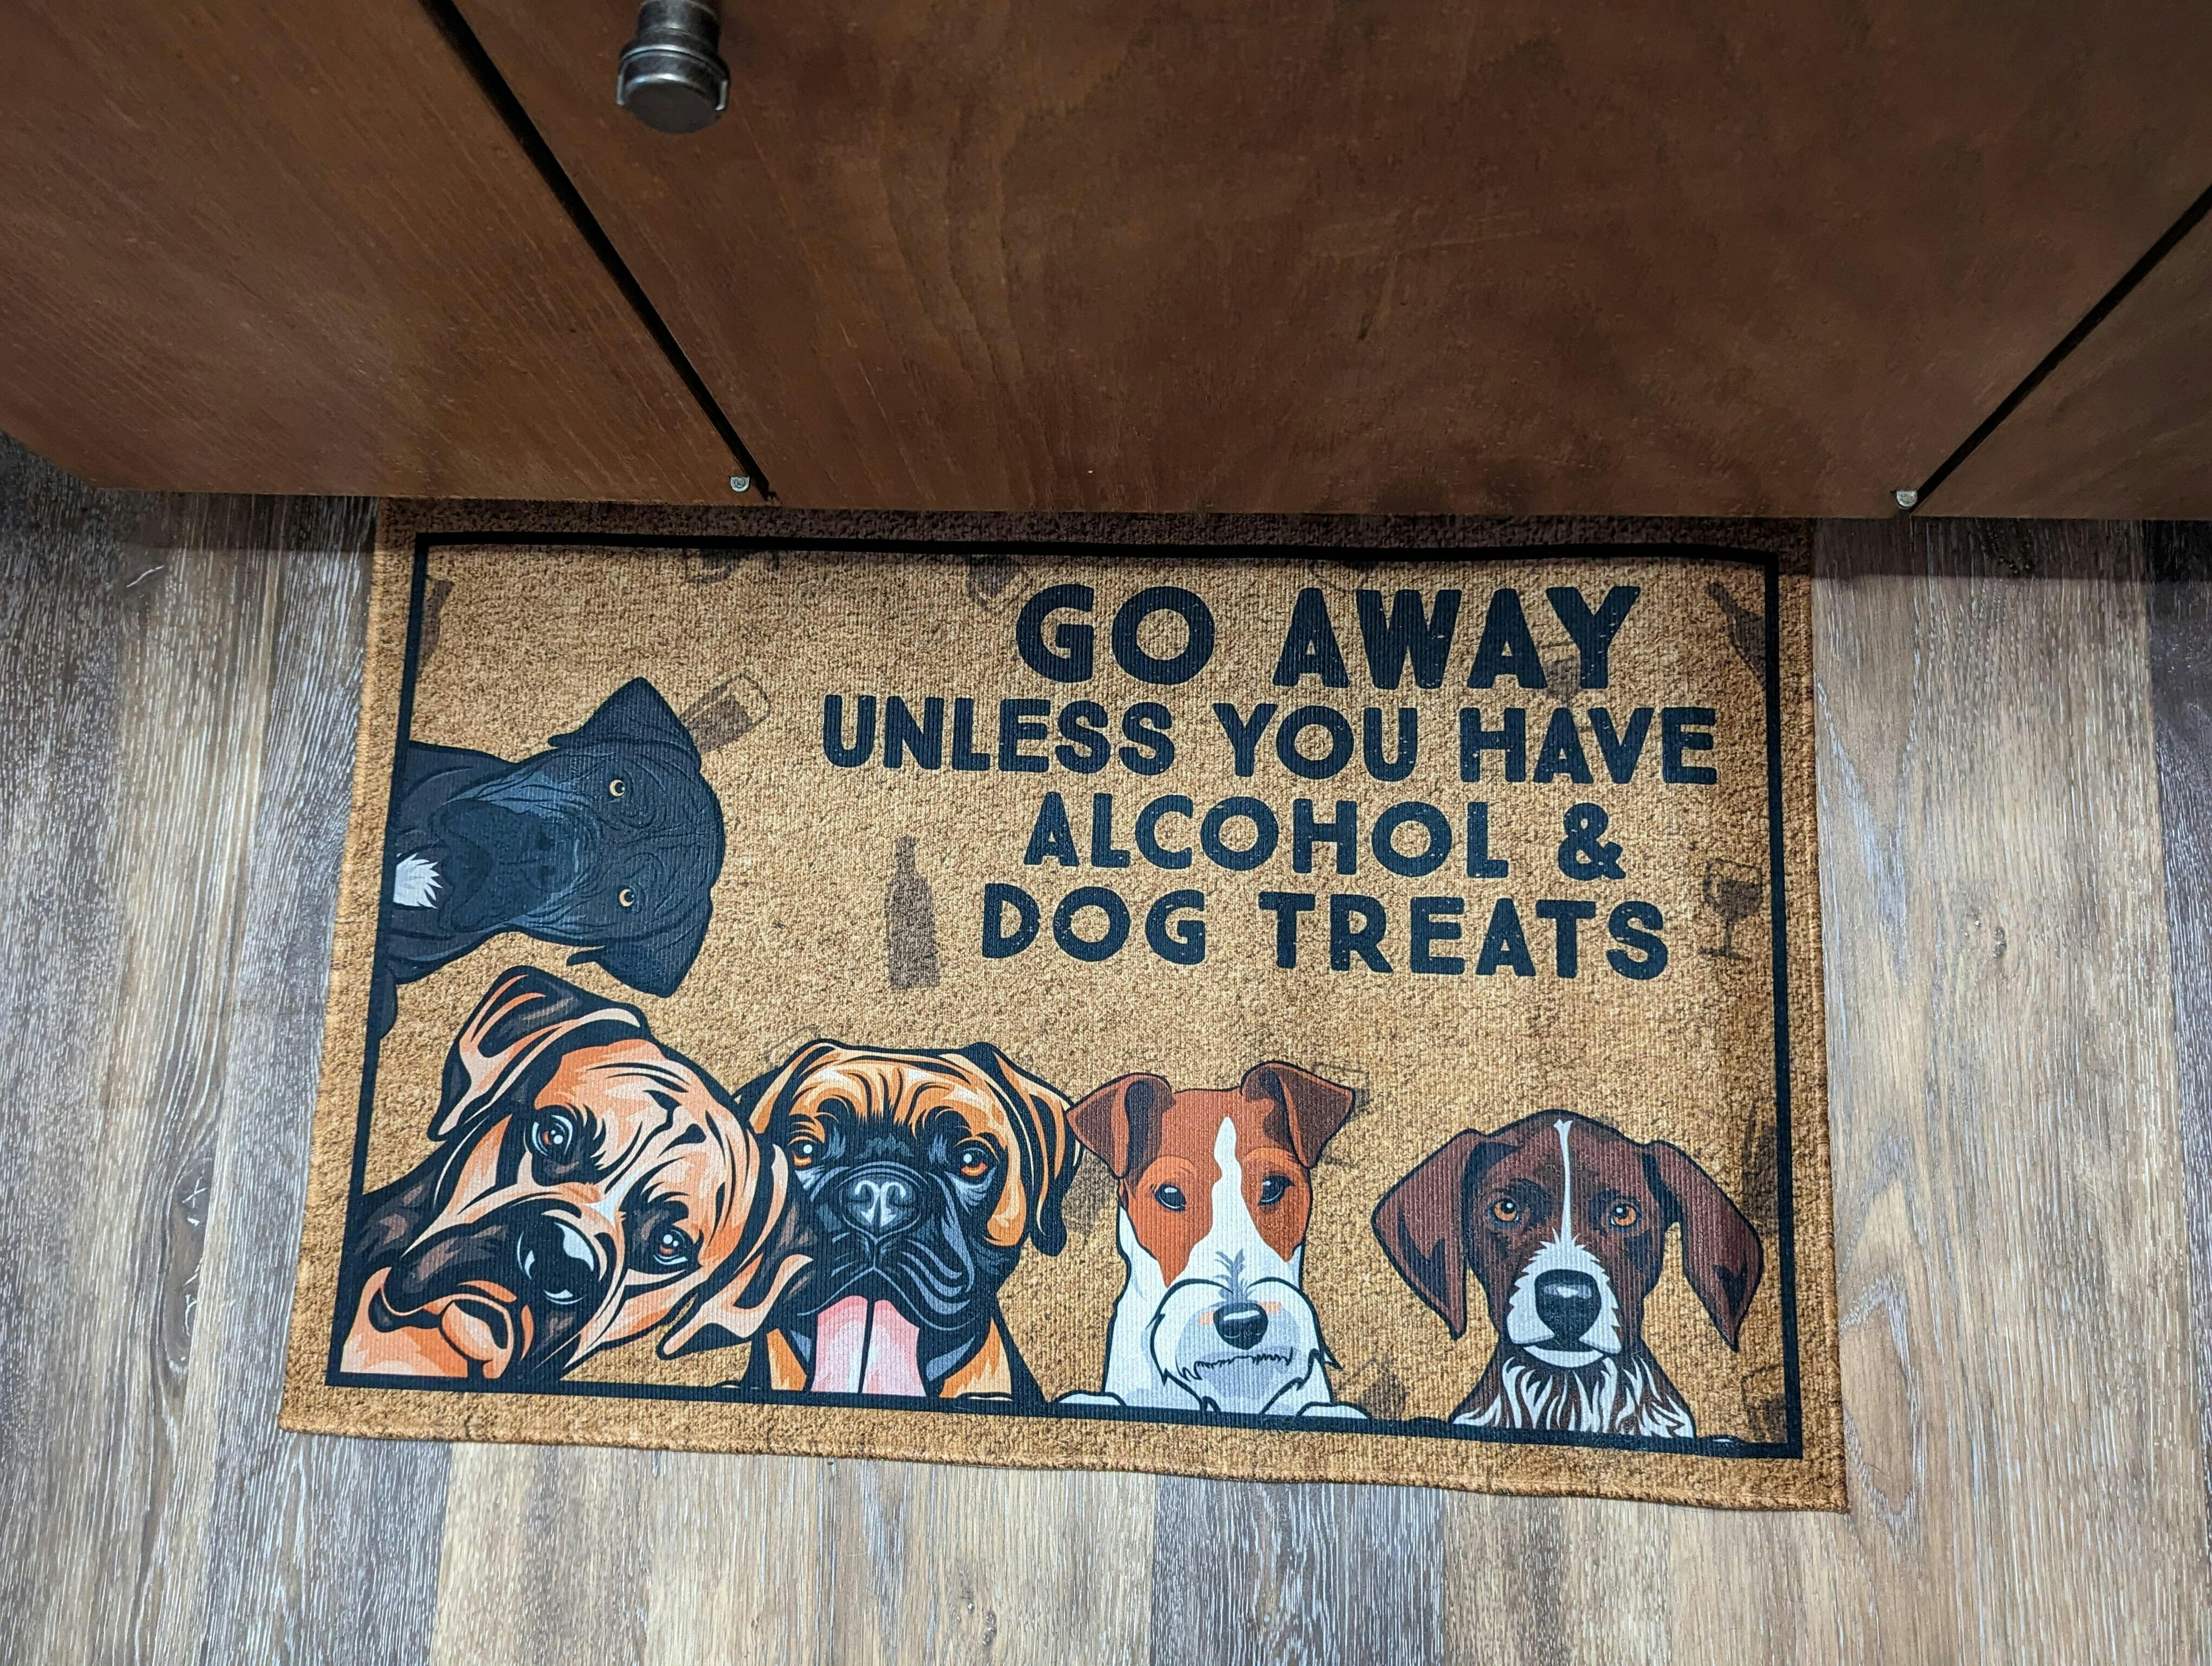 GO AWAY
UNLESS YOU HAVE
ALCOHOL &
DOG TREATS